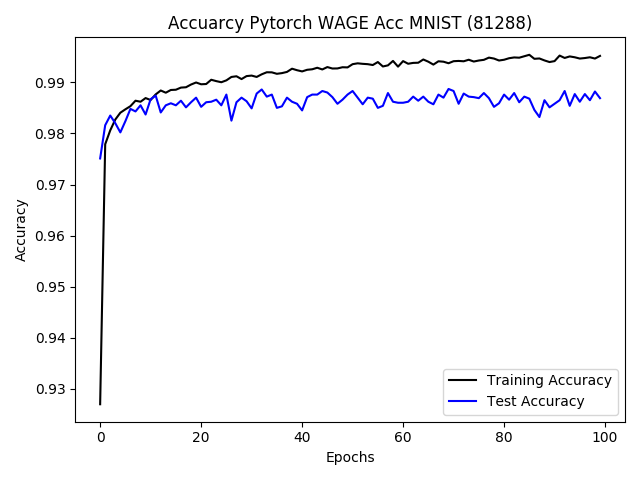 Accuarcy Pytorch WAGE Acc MNIST (81288)
Accuracy
0.99
0.98
0.97
0.96
0.95
0.94
0.93
0
20
40
60
80
100
Epochs
Training Accuracy
Test Accuracy